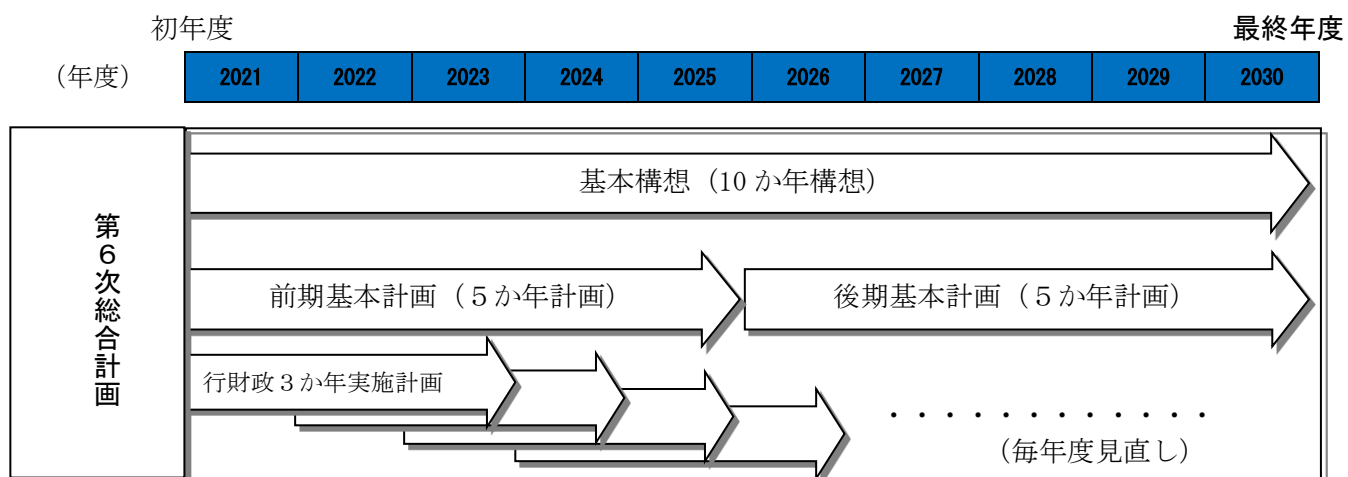 初年度 最終年度
（年度） 2021 2022 2023 2024 2025 2026 2027 2028 2029 2030
第６次総合計画
基本構想（10 か年構想）
前期基本計画（５か年計画） 後期基本計画（５か年計画）
行財政３か年実施計画
・・・・・・・・・・・・
（毎年度見直し）